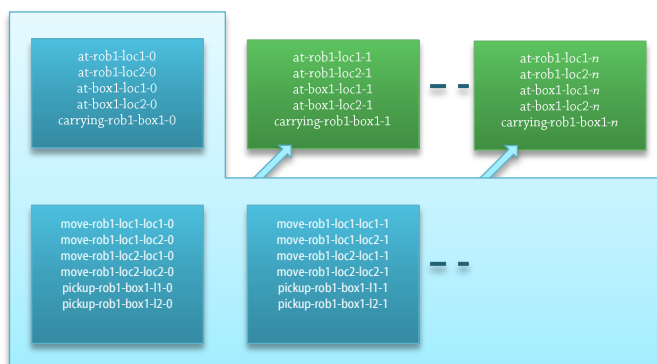 at-rob1-loc1-0
at-rob1-loc2-0
at-box1-loc1-0
at-box1-loc2-0
carrying-rob1-box1-0
at-rob1-loc1-1
at-rob1-loc2-1
at-box1-loc1-1
at-box1-loc2-1
carrying-rob1-box1-1
at-rob1-loc1-n
at-rob1-loc2-n
at-box1-loc1-n
at-box1-loc2-n
carrying-rob1-box1-n
move-rob1-loc1-loc1-0
move-rob1-loc1-loc2-0
move-rob1-loc2-loc1-0
move-rob1-loc2-loc2-0
pickup-rob1-box1-l1-0
pickup-rob1-box1-l2-0
move-rob1-loc1-loc1-1
move-rob1-loc1-loc2-1
move-rob1-loc2-loc1-1
move-rob1-loc2-loc2-1
pickup-rob1-box1-l1-1
pickup-rob1-box1-l2-1